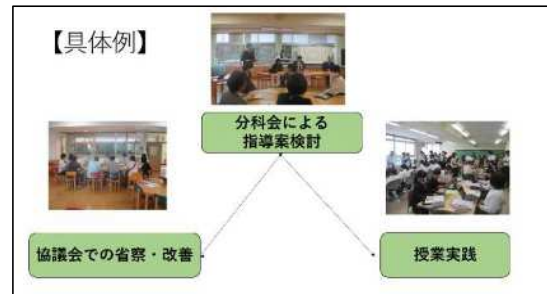 【具体例】
分科会による
指導案検討
協議会での省察・改善
授業実践